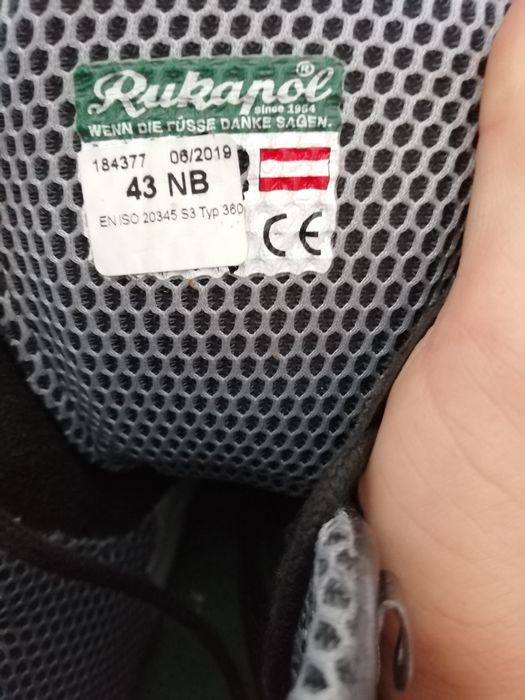 Rukapol®
since 1954
WENN DIE FÜSSE DANKE SAGEN.
184377 06/2019
43 NB
EN ISO 20345 S3 Typ 360
CE